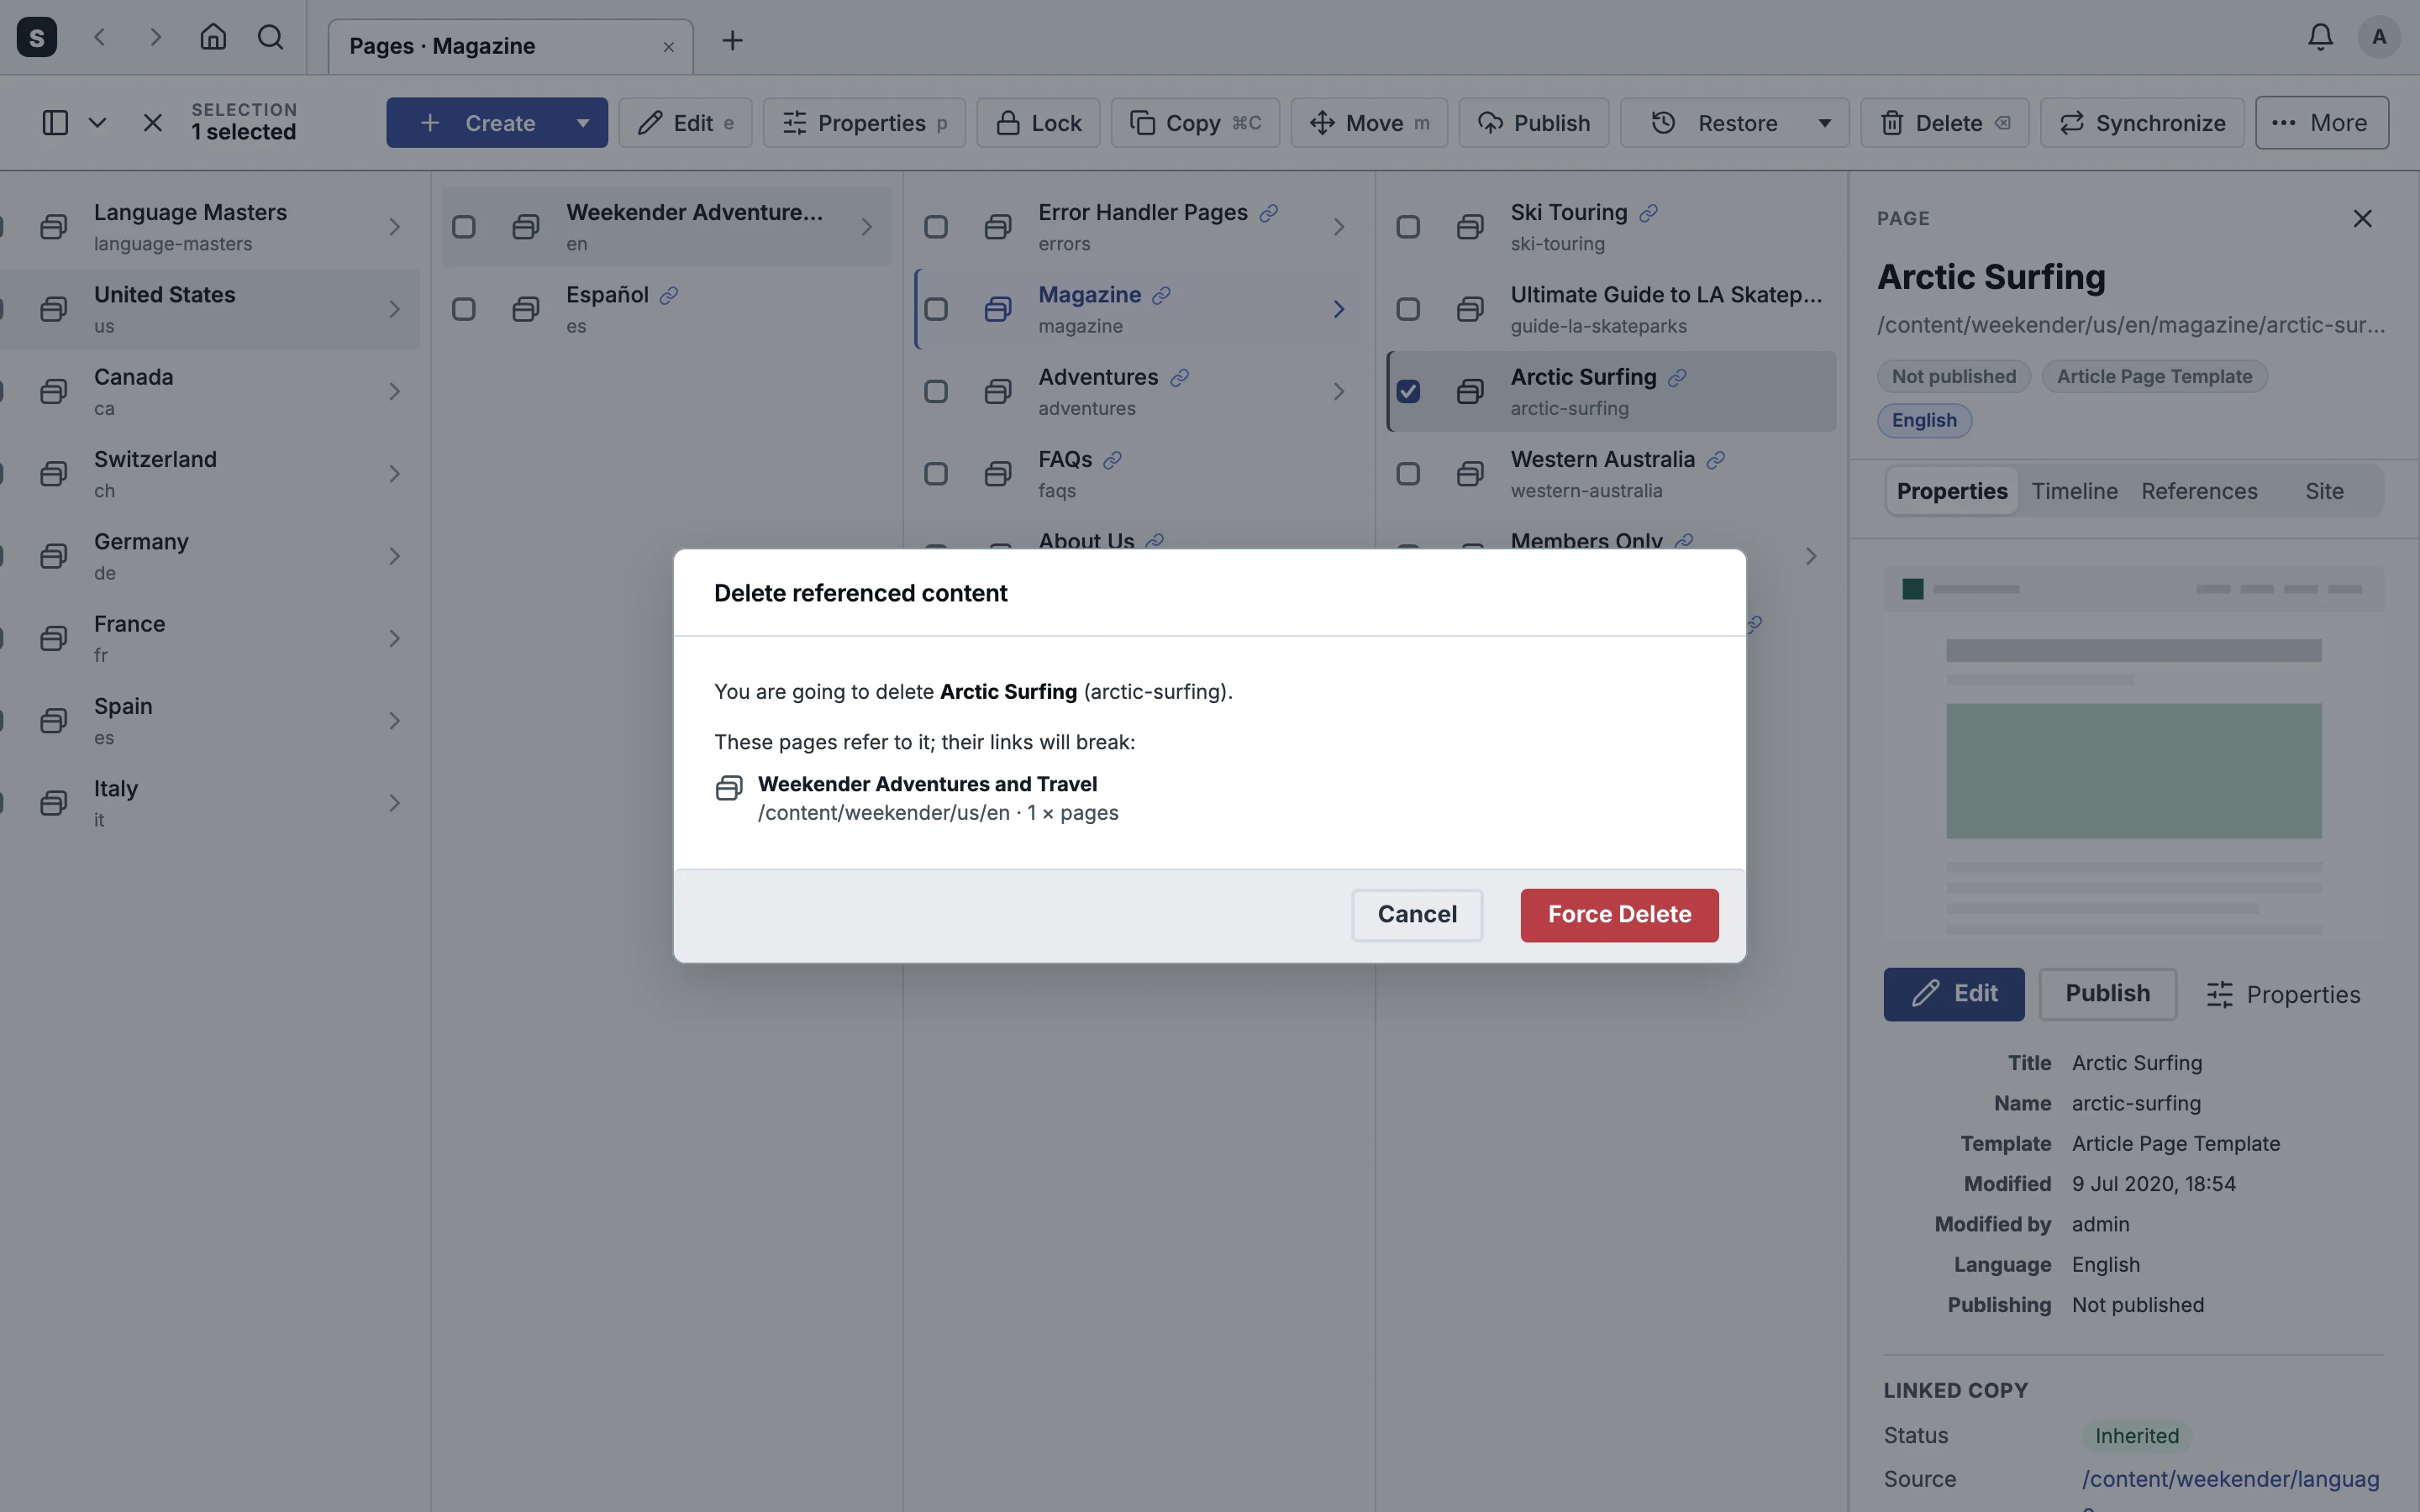 S
Pages · Magazine
A
SELECTION
1 selected
Create
Edit e
Properties p
Lock
Copy ⌘C
Move m
Publish
Restore
Delete
Synchronize
More
Language Masters
language-masters
United States
us
Canada
ca
Switzerland
ch
Germany
de
France
fr
Spain
es
Italy
it
Weekender Adventure...
en
Español
es
Error Handler Pages
errors
Magazine
magazine
Adventures
adventures
FAQs
faqs
About Us
Ski Touring
ski-touring
Ultimate Guide to LA Skatep...
guide-la-skateparks
Arctic Surfing
arctic-surfing
Western Australia
western-australia
Members Only
Delete referenced content
You are going to delete Arctic Surfing (arctic-surfing).
These pages refer to it; their links will break:
Weekender Adventures and Travel
/content/weekender/us/en · 1 × pages
Cancel
Force Delete
PAGE
Arctic Surfing
/content/weekender/us/en/magazine/arctic-sur...
Not published
Article Page Template
English
Properties
Timeline
References
Site
Edit
Publish
Properties
Title Arctic Surfing
Name arctic-surfing
Template Article Page Template
Modified 9 Jul 2020, 18:54
Modified by admin
Language English
Publishing Not published
LINKED COPY
Status Inherited
Source /content/weekender/languag